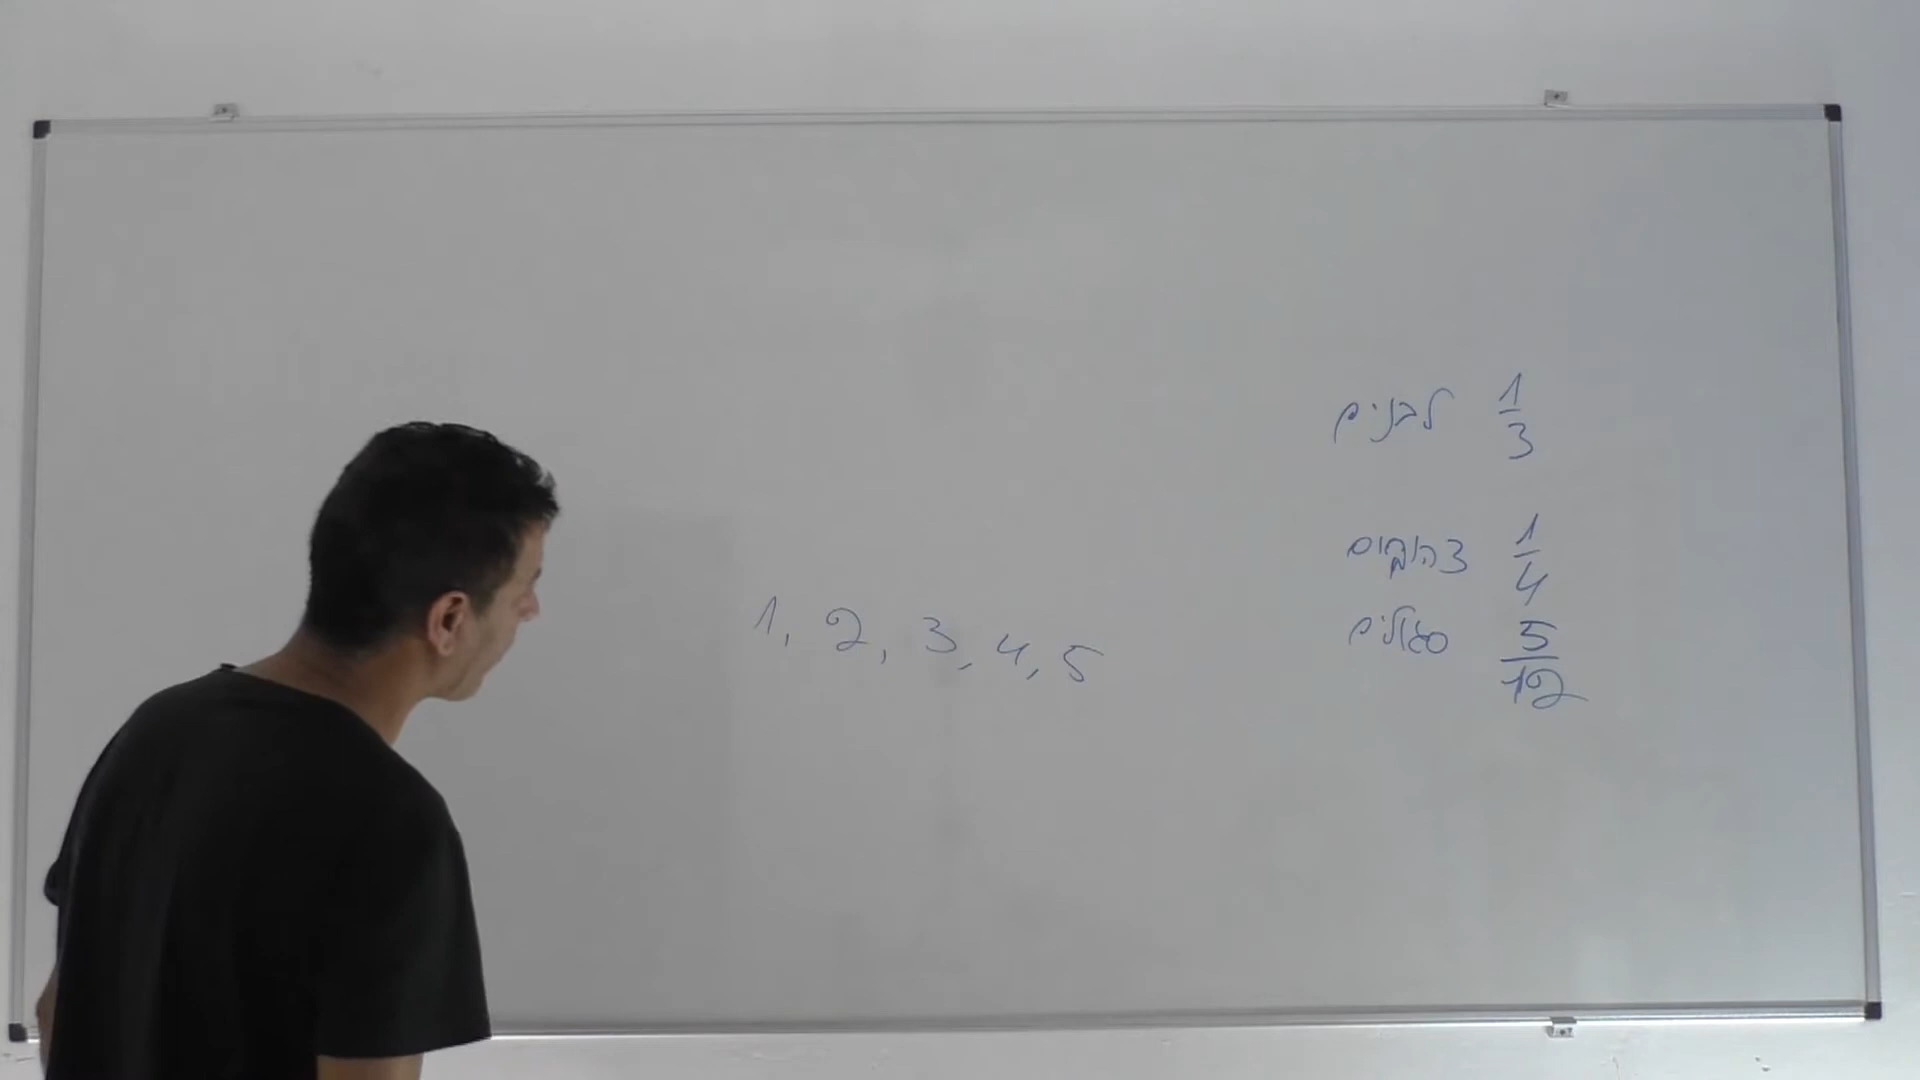 לבנים 1/3
צהובים 1/4
סגולים 5/12
1, 2, 3, 4, 5